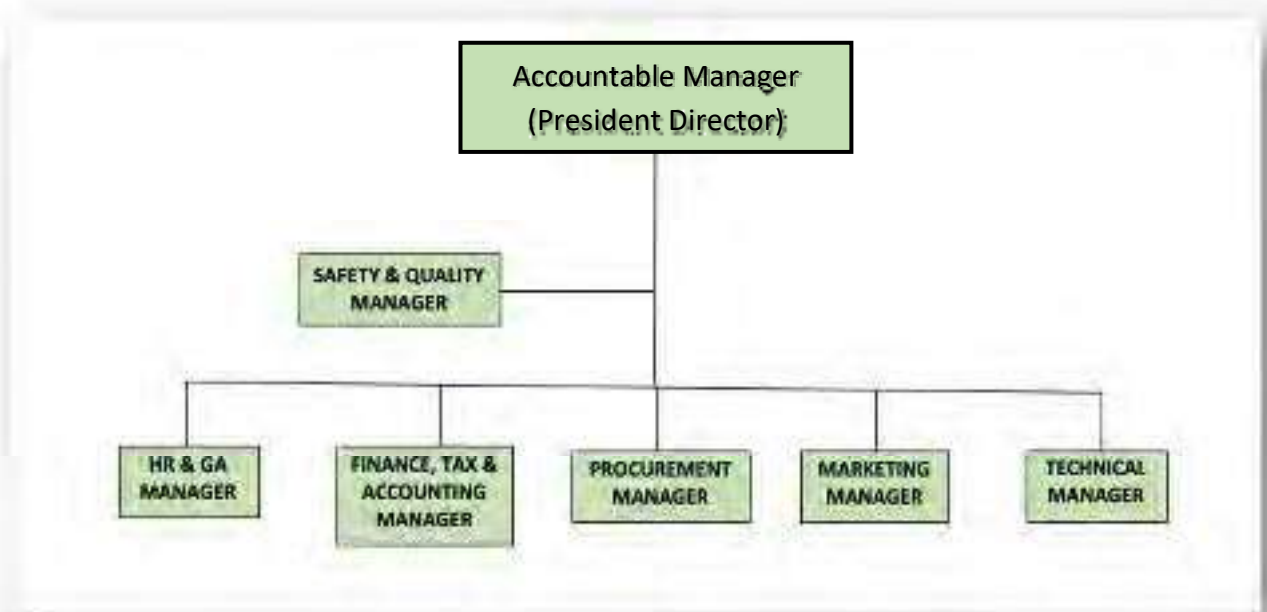 Accountable Manager
(President Director)
SAFETY & QUALITY
MANAGER
HR & GA
MANAGER
FINANCE, TAX &
ACCOUNTING
MANAGER
PROCUREMENT
MANAGER
MARKETING
MANAGER
TECHNICAL
MANAGER